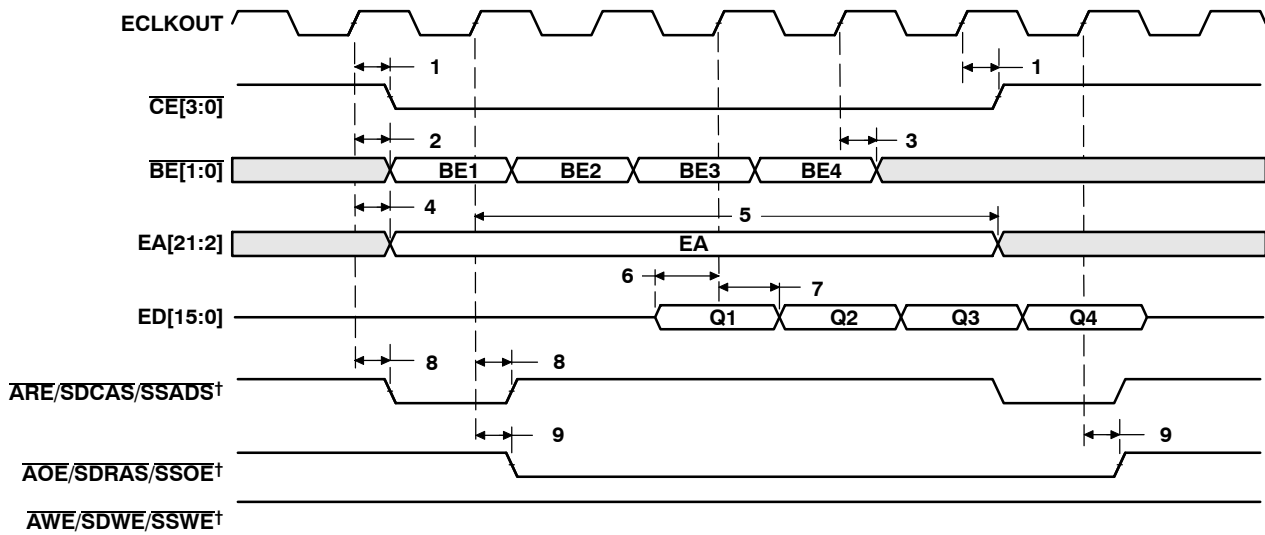 ECLKOUT
1
1
CE[3:0]
2
3
BE[1:0]
BE1 BE2 BE3 BE4
4
5
EA[21:2]
EA
6
7
ED[15:0]
Q1 Q2 Q3 Q4
8
8
ARE/SDCAS/SSADS†
9
9
AOE/SDRAS/SSOE†
AWE/SDWE/SSWE†